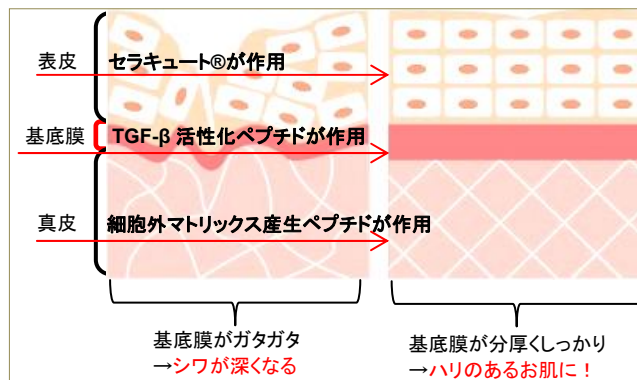 表皮
セラキュート®が作用
基底膜
TGF-β 活性化ペプチドが作用
真皮
細胞外マトリックス産生ペプチドが作用
基底膜がガタガタ
→シワが深くなる
基底膜が分厚くしっかり
→ハリのあるお肌に！